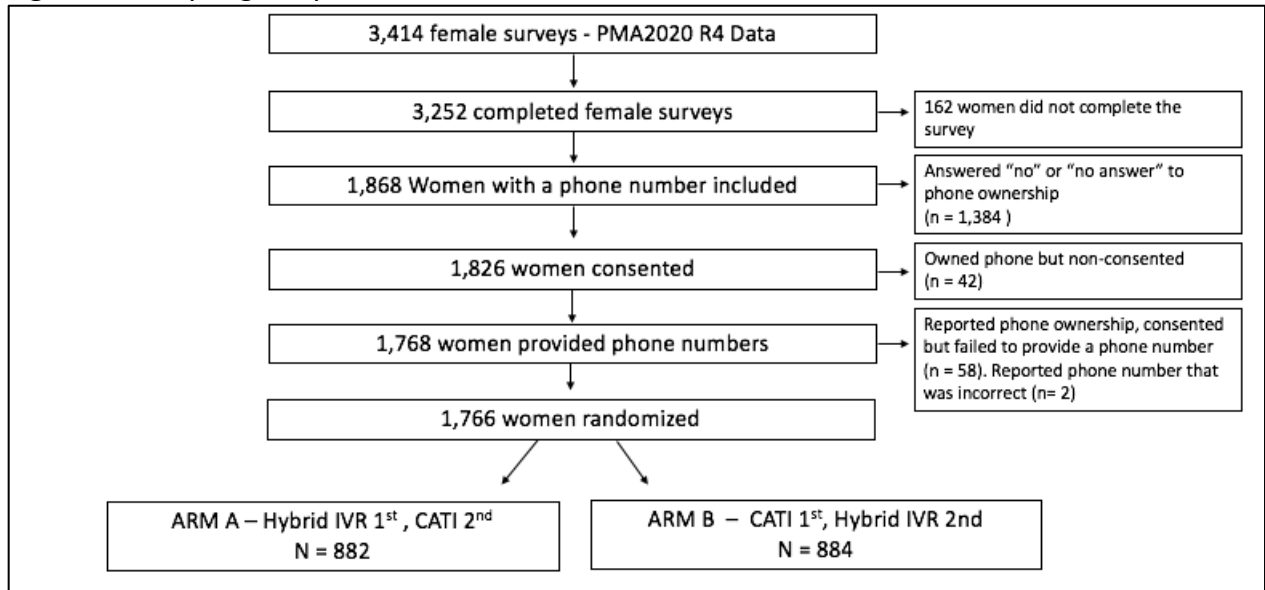 3,414 female surveys - PMA2020 R4 Data
3,252 completed female surveys
162 women did not complete the
survey
1,868 Women with a phone number included
Answered “no” or “no answer” to
phone ownership
(n = 1,384 )
1,826 women consented
Owned phone but non-consented
(n = 42)
1,768 women provided phone numbers
Reported phone ownership, consented
but failed to provide a phone number
(n = 58). Reported phone number that
was incorrect (n= 2)
1,766 women randomized
ARM A – Hybrid IVR 1st , CATI 2nd
N = 882
ARM B – CATI 1st, Hybrid IVR 2nd
N = 884